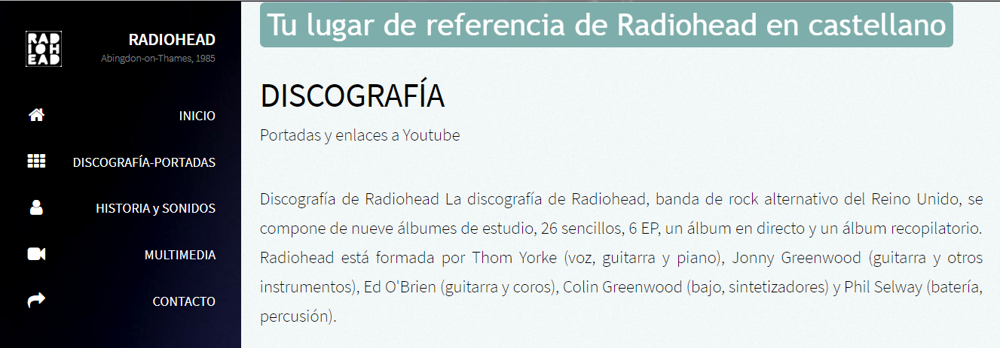 RAD
IOH
EAD
RADIOHEAD
Abingdon-on-Thames, 1985
INICIO
DISCOGRAFÍA-PORTADAS
HISTORIA y SONIDOS
MULTIMEDIA
CONTACTO
Tu lugar de referencia de Radiohead en castellano
DISCOGRAFÍA
Portadas y enlaces a Youtube
Discografía de Radiohead La discografía de Radiohead, banda de rock alternativo del Reino Unido, se
compone de nueve álbumes de estudio, 26 sencillos, 6 EP, un álbum en directo y un álbum recopilatorio.
Radiohead está formada por Thom Yorke (voz, guitarra y piano), Jonny Greenwood (guitarra y otros
instrumentos), Ed O'Brien (guitarra y coros), Colin Greenwood (bajo, sintetizadores) y Phil Selway (batería,
percusión).